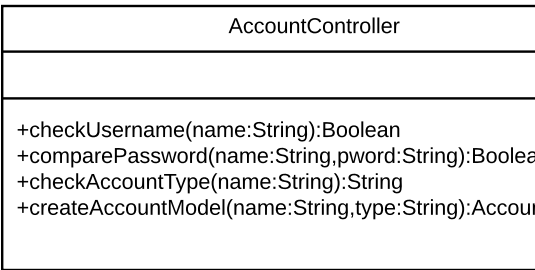 AccountController
+checkUsername(name:String):Boolean
+comparePassword(name:String,pword:String):Boolea
+checkAccountType(name:String):String
+createAccountModel(name:String,type:String):Accou